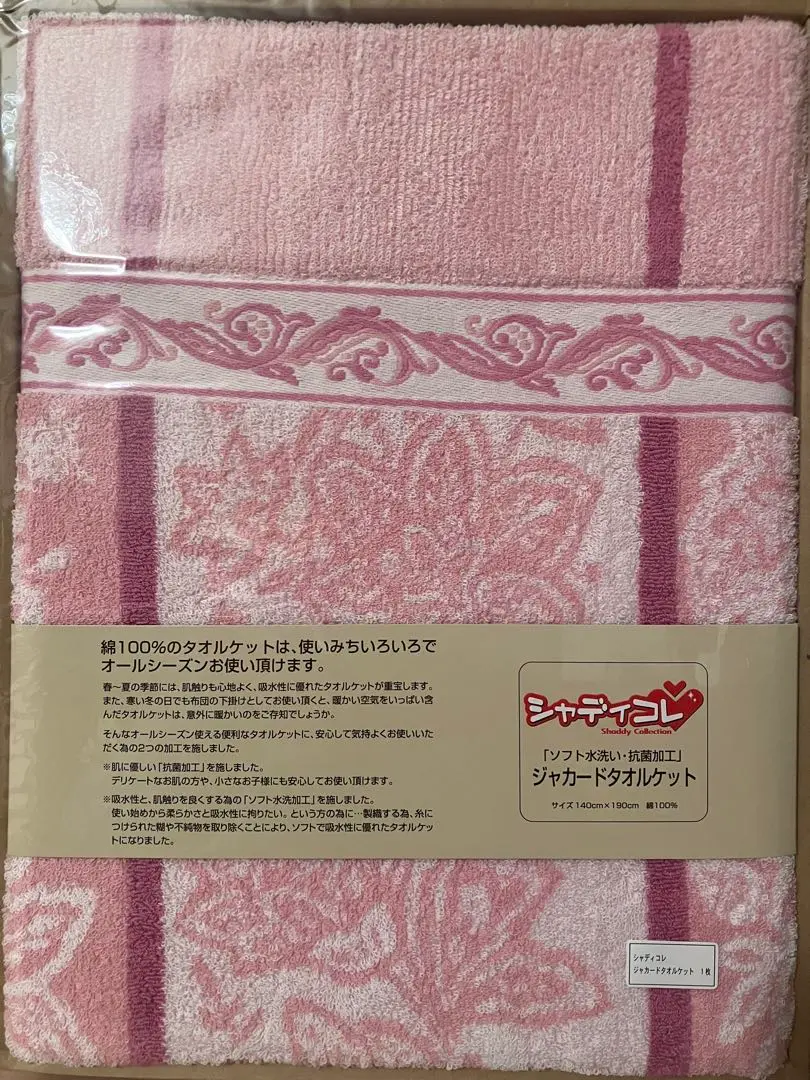 綿100%のタオルケットは、使いみちいろいろで
オールシーズンお使い頂けます。
春〜夏の季節には、肌触りも心地よく、吸水性に優れたタオルケットが重宝します。
また、寒い冬の日でも布団の下掛けとしてお使い頂くと、暖かい空気をいっぱい含
んだタオルケットは、意外に暖かいのをご存知でしょうか。
そんなオールシーズン使える便利なタオルケットに、安心して気持よくお使いいた
だく為の2つの加工を施しました。
※肌に優しい「抗菌加工」を施しました。
デリケートなお肌の方や、小さなお子様にも安心してお使い頂けます。
※吸水性と、肌触りを良くする為の「ソフト水洗加工」を施しました。
使い始めから柔らかさと吸水性に拘りたい。という方の為に…製織する為、糸に
つけられた糊や不純物を取り除くことにより、ソフトで吸水性に優れたタオルケッ
トになりました。
シャディコレ
Shaddy Collection
「ソフト水洗い・抗菌加工」
ジャカードタオルケット
サイズ 140cm×190cm 綿100%
シャディコレ
ジャカードタオルケット 1枚